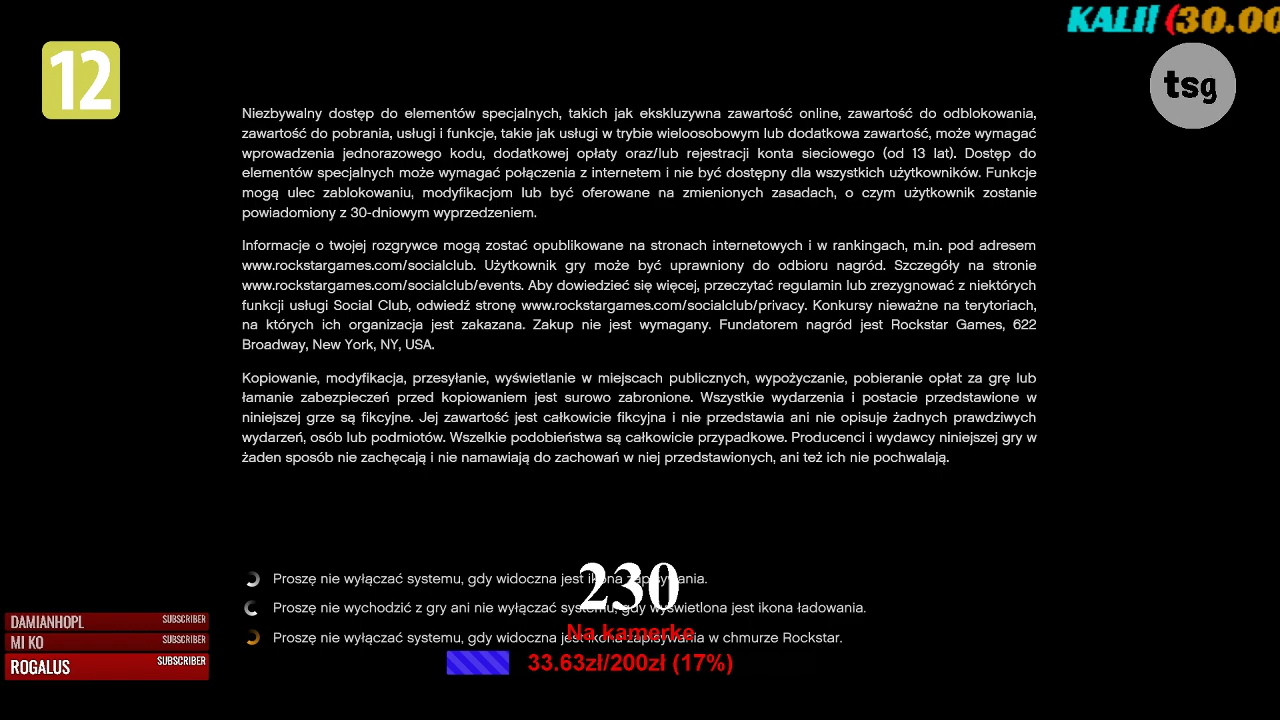 KALI! (30.00
12
tsg
Niezbywalny dostęp do elementów specjalnych, takich jak ekskluzywna zawartość online, zawartość do odblokowania,
zawartość do pobrania, usługi i funkcje, takie jak usługi w trybie wieloosobowym lub dodatkowa zawartość, może wymagać
wprowadzenia jednorazowego kodu, dodatkowej opłaty oraz/lub rejestracji konta sieciowego (od 13 lat). Dostęp do
elementów specjalnych może wymagać połączenia z internetem i nie być dostępny dla wszystkich użytkowników. Funkcje
mogą ulec zablokowaniu, modyfikacjom lub być oferowane na zmienionych zasadach, o czym użytkownik zostanie
powiadomiony z 30-dniowym wyprzedzeniem.
Informacje o twojej rozgrywce mogą zostać opublikowane na stronach internetowych i w rankingach, m.in. pod adresem
www.rockstargames.com/socialclub. Użytkownik gry może być uprawniony do odbioru nagród. Szczegóły na stronie
www.rockstargames.com/socialclub/events. Aby dowiedzieć się więcej, przeczytać regulamin lub zrezygnować z niektórych
funkcji usługi Social Club, odwiedź stronę www.rockstargames.com/socialclub/privacy. Konkursy nieważne na terytoriach,
na których ich organizacja jest zakazana. Zakup nie jest wymagany. Fundatorem nagród jest Rockstar Games, 622
Broadway, New York, NY, USA.
Kopiowanie, modyfikacja, przesyłanie, wyświetlanie w miejscach publicznych, wypożyczanie, pobieranie opłat za grę lub
łamanie zabezpieczeń przed kopiowaniem jest surowo zabronione. Wszystkie wydarzenia i postacie przedstawione w
niniejszej grze są fikcyjne. Jej zawartość jest całkowicie fikcyjna i nie przedstawia ani nie opisuje żadnych prawdziwych
wydarzeń, osób lub podmiotów. Wszelkie podobieństwa są całkowicie przypadkowe. Producenci i wydawcy niniejszej gry w
żaden sposób nie zachęcają i nie namawiają do zachowań w niej przedstawionych, ani też ich nie pochwalają.
Proszę nie wyłączać systemu, gdy widoczna jest ikona zapisywania.
230
Proszę nie wychodzić z gry ani nie wyłączać systemu, gdy wyświetlona jest ikona ładowania.
Na kamerke
Proszę nie wyłączać systemu, gdy widoczna jest ikona zapisywania w chmurze Rockstar.
33.63zł/200zł (17%)
DAMIANHOPL SUBSCRIBER
MI KO SUBSCRIBER
ROGALUS SUBSCRIBER